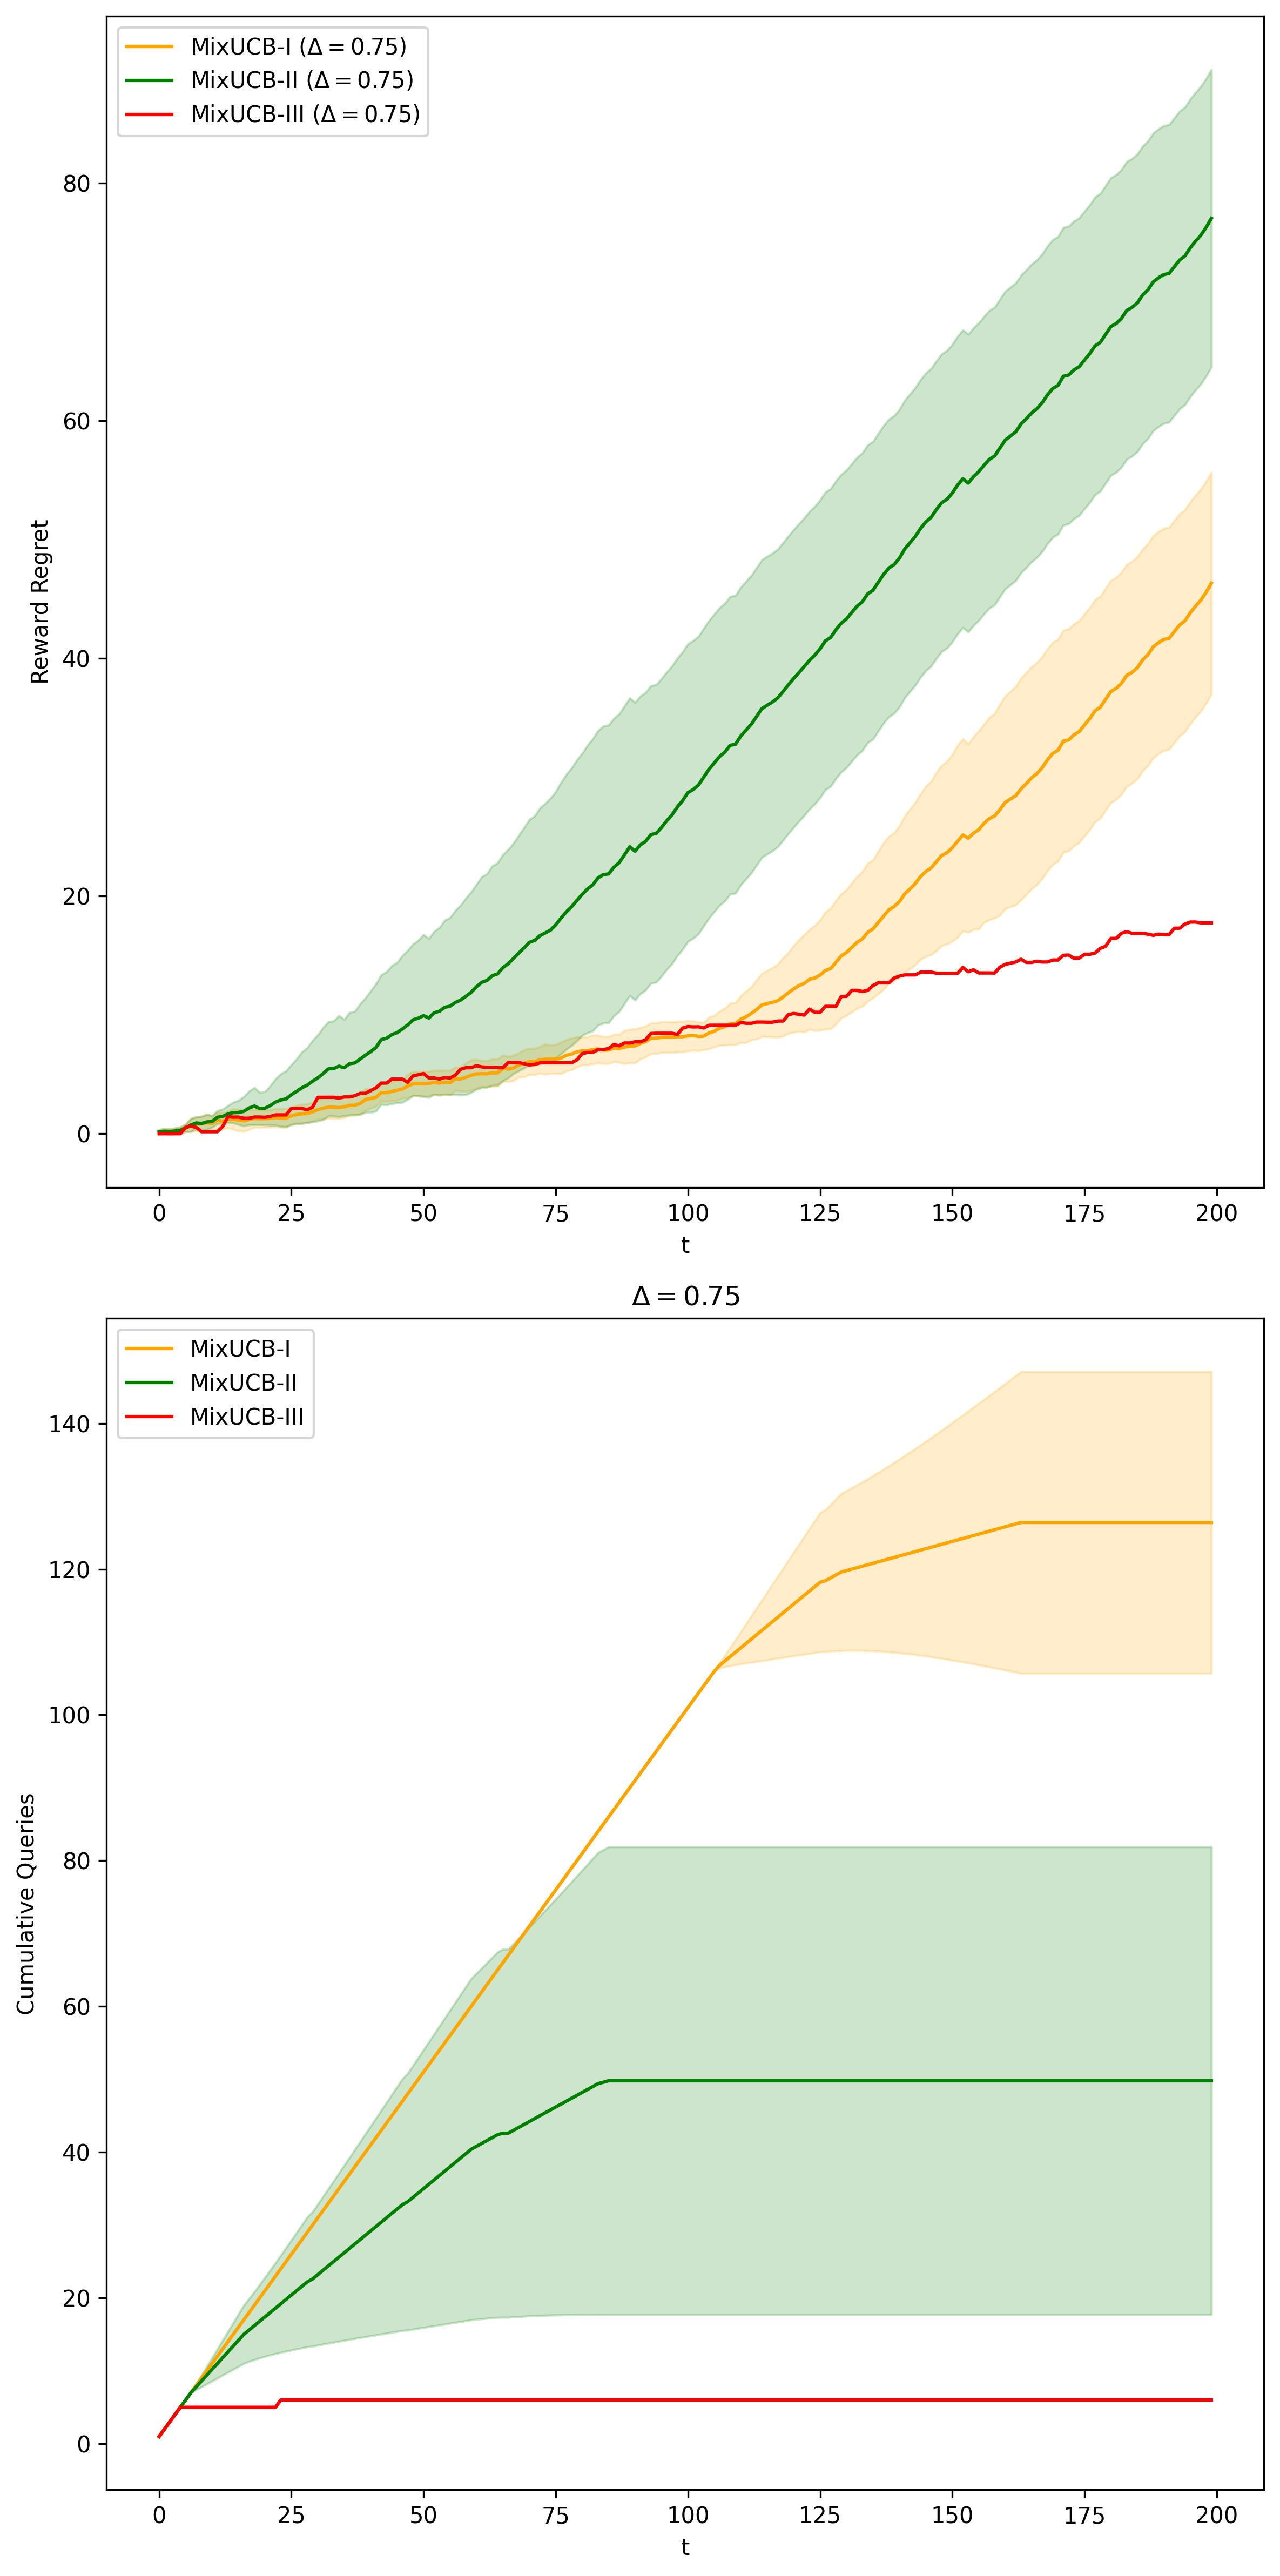 MixUCB-I (Δ = 0.75)
MixUCB-II (Δ = 0.75)
MixUCB-III (Δ = 0.75)
80
60
40
20
0
Reward Regret
0 25 50 75 100 125 150 175 200
t
Δ = 0.75
MixUCB-I
MixUCB-II
MixUCB-III
140
120
100
80
60
40
20
0
Cumulative Queries
0 25 50 75 100 125 150 175 200
t